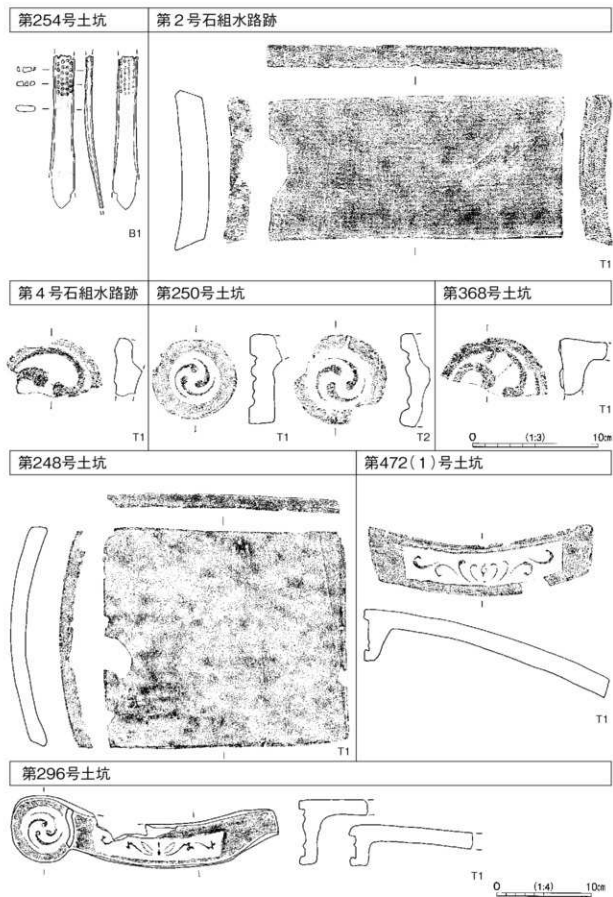 第254号土坑
第2号石組水路跡
B1
T1
第4号石組水路跡
第250号土坑
第368号土坑
T1
T1
T2
T1
0 (1:3) 10cm
第248号土坑
第472(1)号土坑
T1
T1
第296号土坑
T1
0 (1:4) 10cm